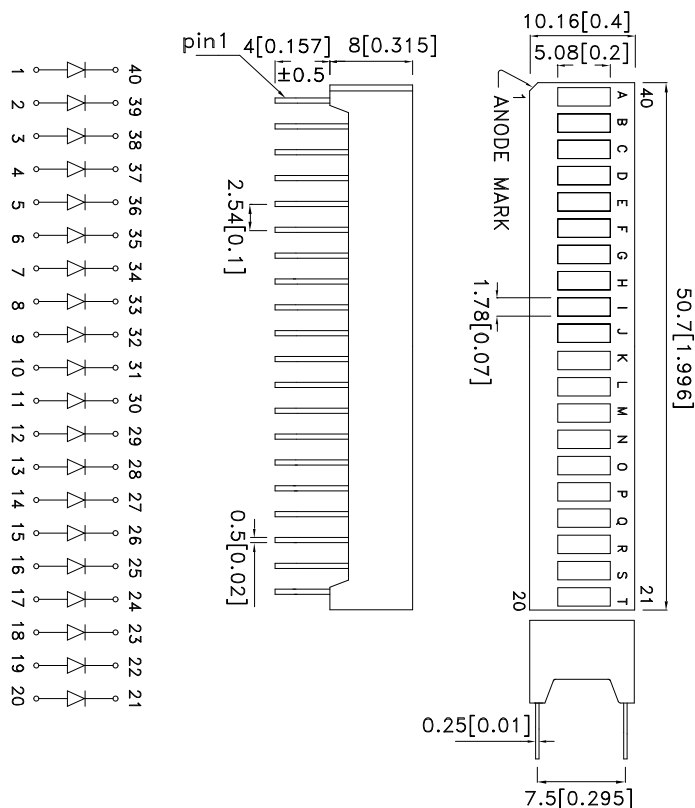 10.16[0.4]
5.08[0.2]
pin1
4[0.157]
±0.5
8[0.315]
1
ANODE MARK
40
A
B
C
D
E
F
G
H
I
J
K
L
M
N
O
P
Q
R
S
T
20
21
50.7[1.996]
1.78[0.07]
2.54[0.1]
0.5[0.02]
0.25[0.01]
7.5[0.295]
1 40
2 39
3 38
4 37
5 36
6 35
7 34
8 33
9 32
10 31
11 30
12 29
13 28
14 27
15 26
16 25
17 24
18 23
19 22
20 21